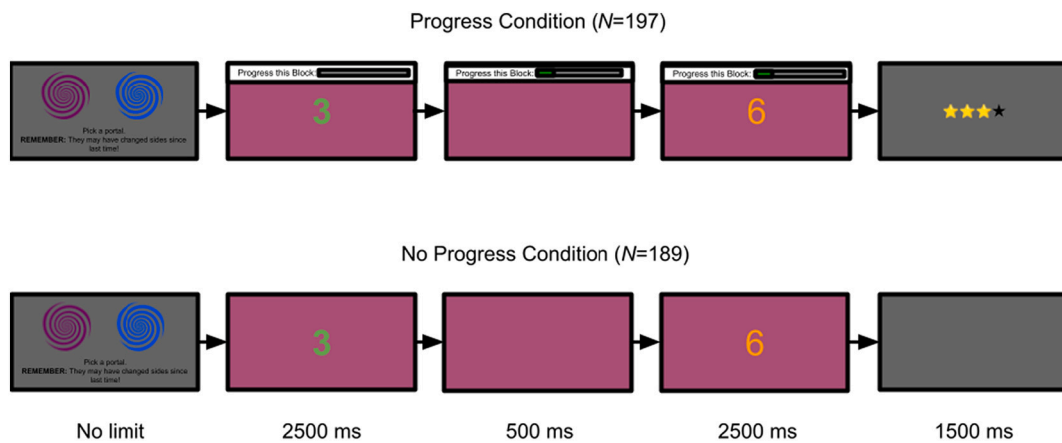 Progress Condition (N=197)
Pick a portal.
REMEMBER: They may have changed sides since
last time!
Progress this Block:
3
Progress this Block:
Progress this Block:
6
No Progress Condition (N=189)
Pick a portal.
REMEMBER: They may have changed sides since
last time!
3
6
No limit
2500 ms
500 ms
2500 ms
1500 ms